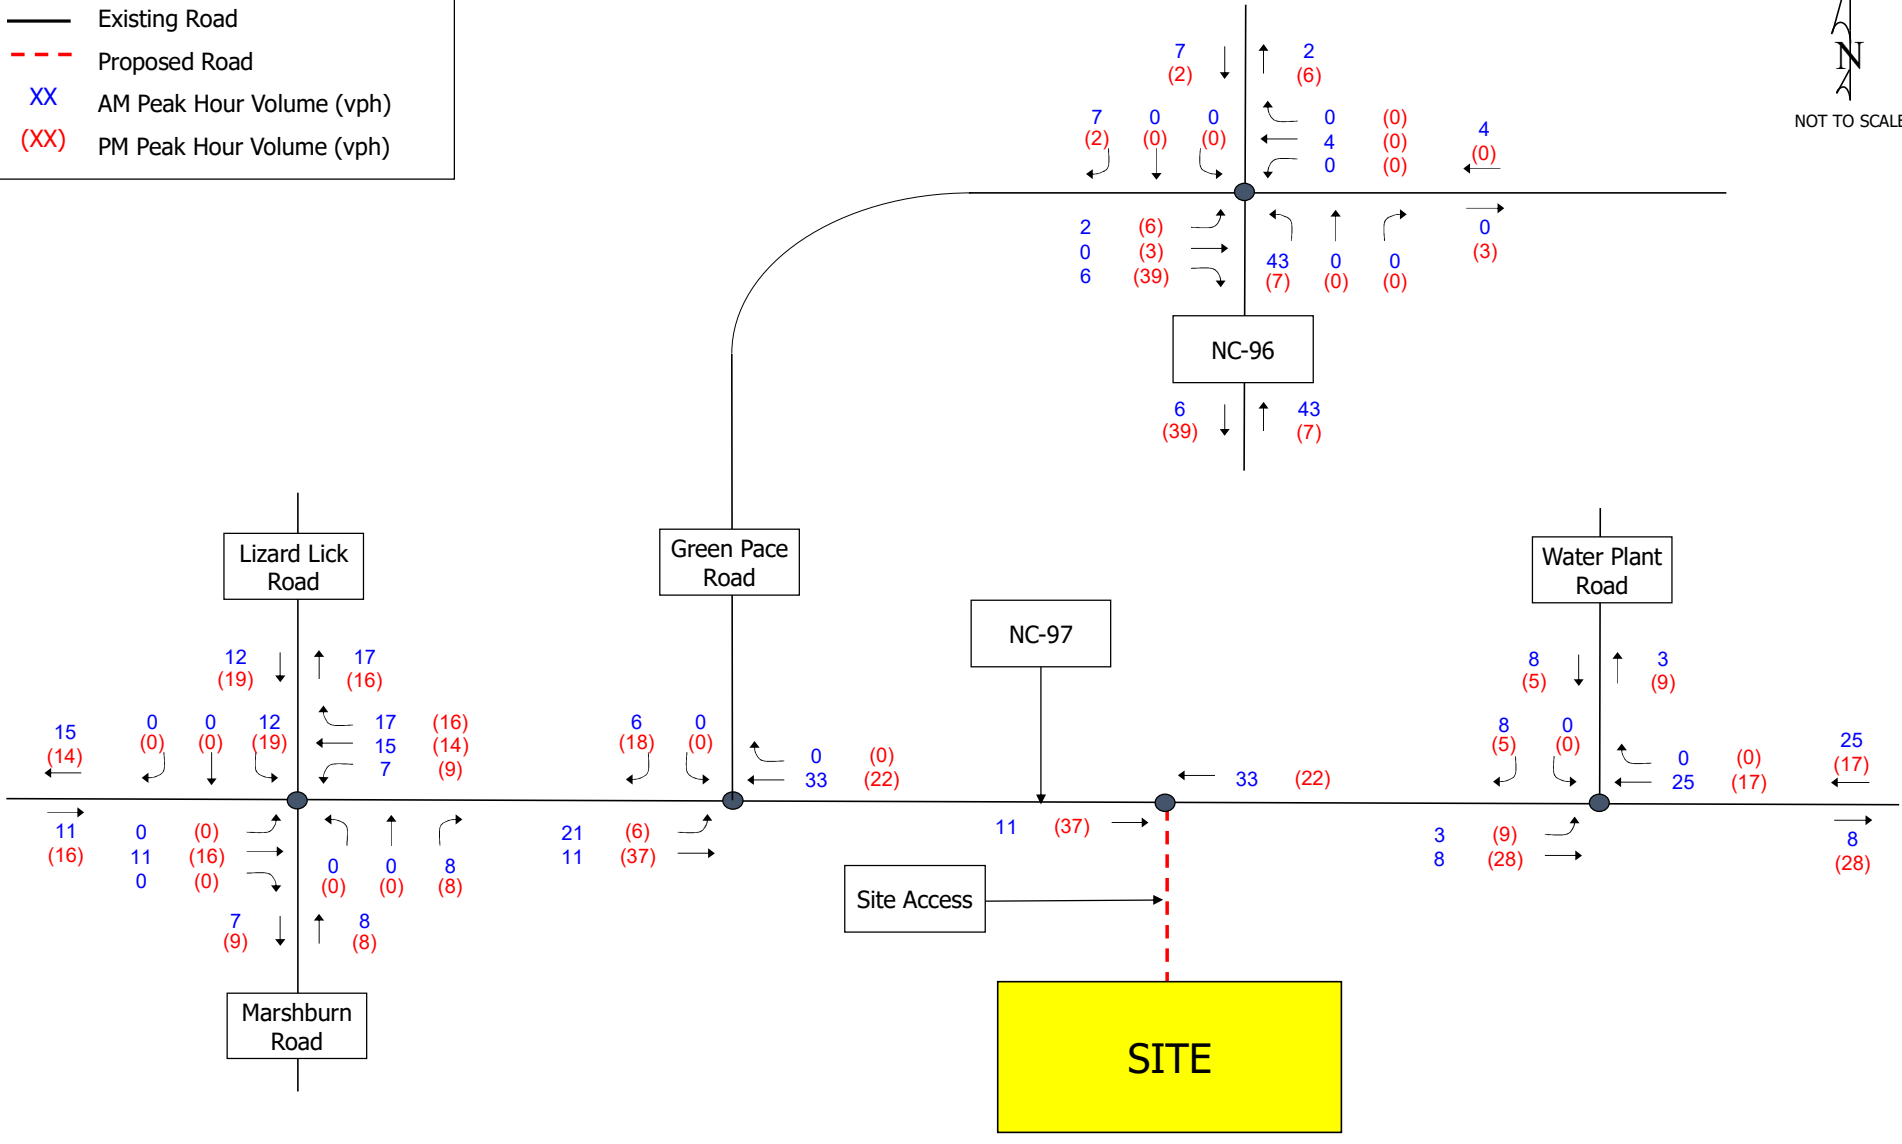 Existing Road
Proposed Road
XX AM Peak Hour Volume (vph)
(XX) PM Peak Hour Volume (vph)
N
NOT TO SCALE
7 2
(2) (6)
7 0 0 0 (0)
(2) (0) (0) 4 (0)
0 (0)
4
(0)
2 (6)
0 (3)
6 (39)
43 0 0
(7) (0) (0)
0
(3)
NC-96
6 43
(39) (7)
Lizard Lick
Road
Green Pace
Road
NC-97
Water Plant
Road
12 17
(19) (16)
15
(14)
0 0 12
(0) (0) (19)
17 (16)
15 (14)
7 (9)
11
(16)
0 (0)
11 (16)
0 (0)
0 0 8
(0) (0) (8)
7 8
(9) (8)
Marshburn
Road
6 0
(18) (0)
0 (0)
33 (22)
21 (6)
11 (37)
33 (22)
11 (37)
Site Access
SITE
8 3
(5) (9)
8 0
(5) (0)
0 (0)
25 (17)
25
(17)
3 (9)
8 (28)
8
(28)